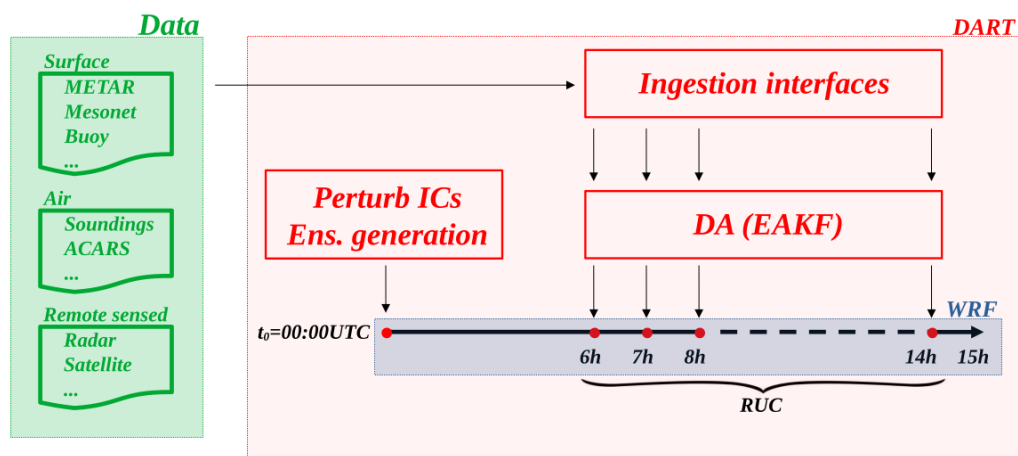 Data
Surface
METAR
Mesonet
Buoy
...
Air
Soundings
ACARS
...
Remote sensed
Radar
Satellite
...
DART
Ingestion interfaces
Perturb ICs
Ens. generation
DA (EAKF)
WRF
t₀=00:00UTC
6h 7h 8h 14h 15h
RUC